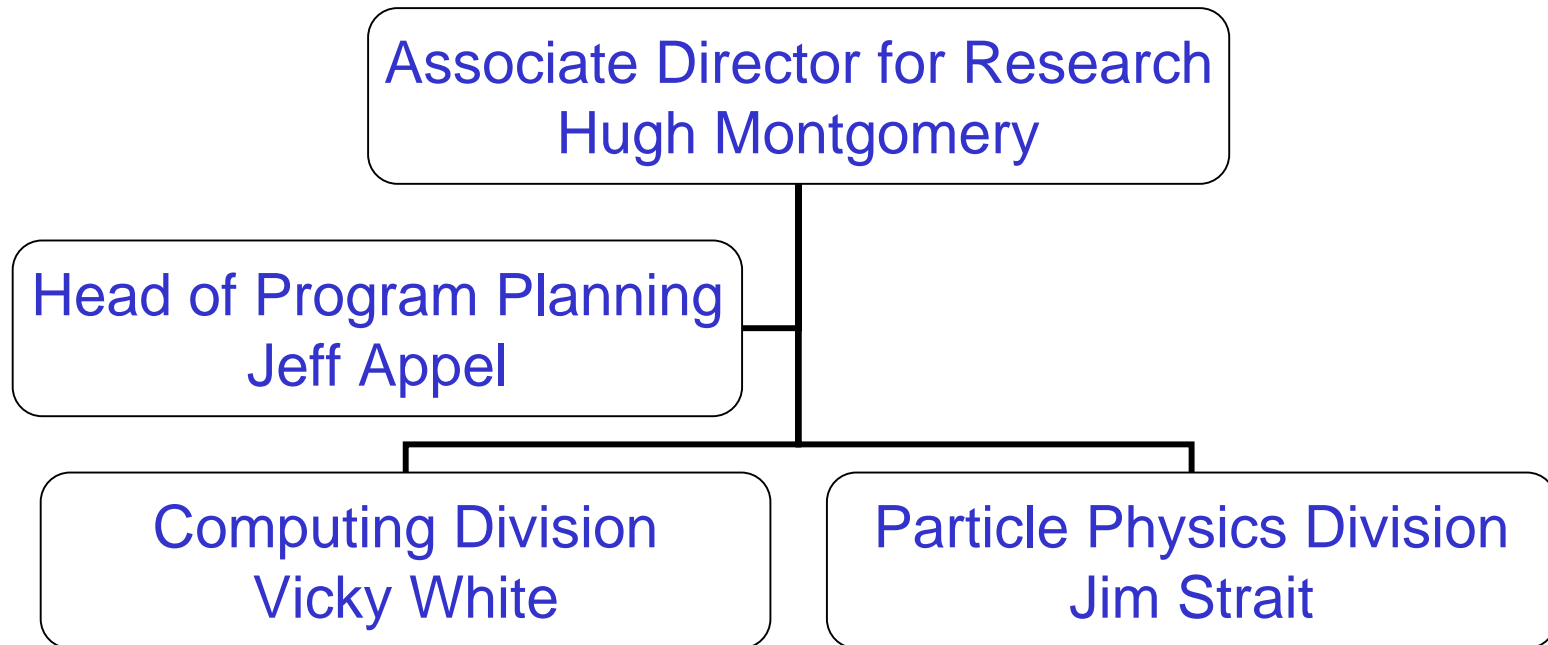 Associate Director for Research
Hugh Montgomery
Head of Program Planning
Jeff Appel
Computing Division
Vicky White
Particle Physics Division
Jim Strait